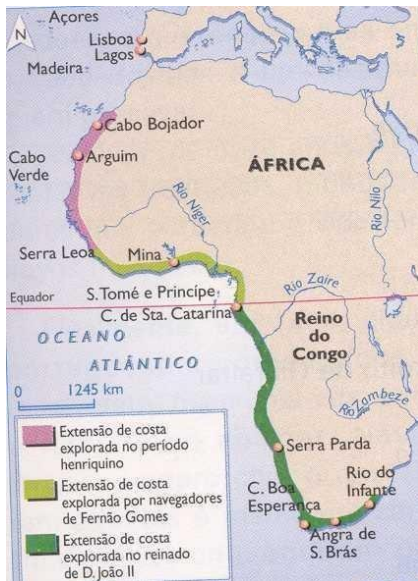 Açores
N
Lisboa
Lagos
Madeira
Cabo Bojador
Cabo
Verde
Arguim
ÁFRICA
Rio Nilo
Rio Niger
Serra Leoa
Mina
S. Tomé e Príncipe
Equador
C. de Sta. Catarina
Rio Zaire
Reino
do
Congo
OCEANO
ATLÂNTICO
0 1245 km
Rio Zambeze
Serra Parda
C. Boa
Esperança
Rio do
Infante
Angra de
S. Brás
Extensão de costa
explorada no período
henriquino
Extensão de costa
explorada por navegadores
de Fernão Gomes
Extensão de costa
explorada no reinado
de D. João II